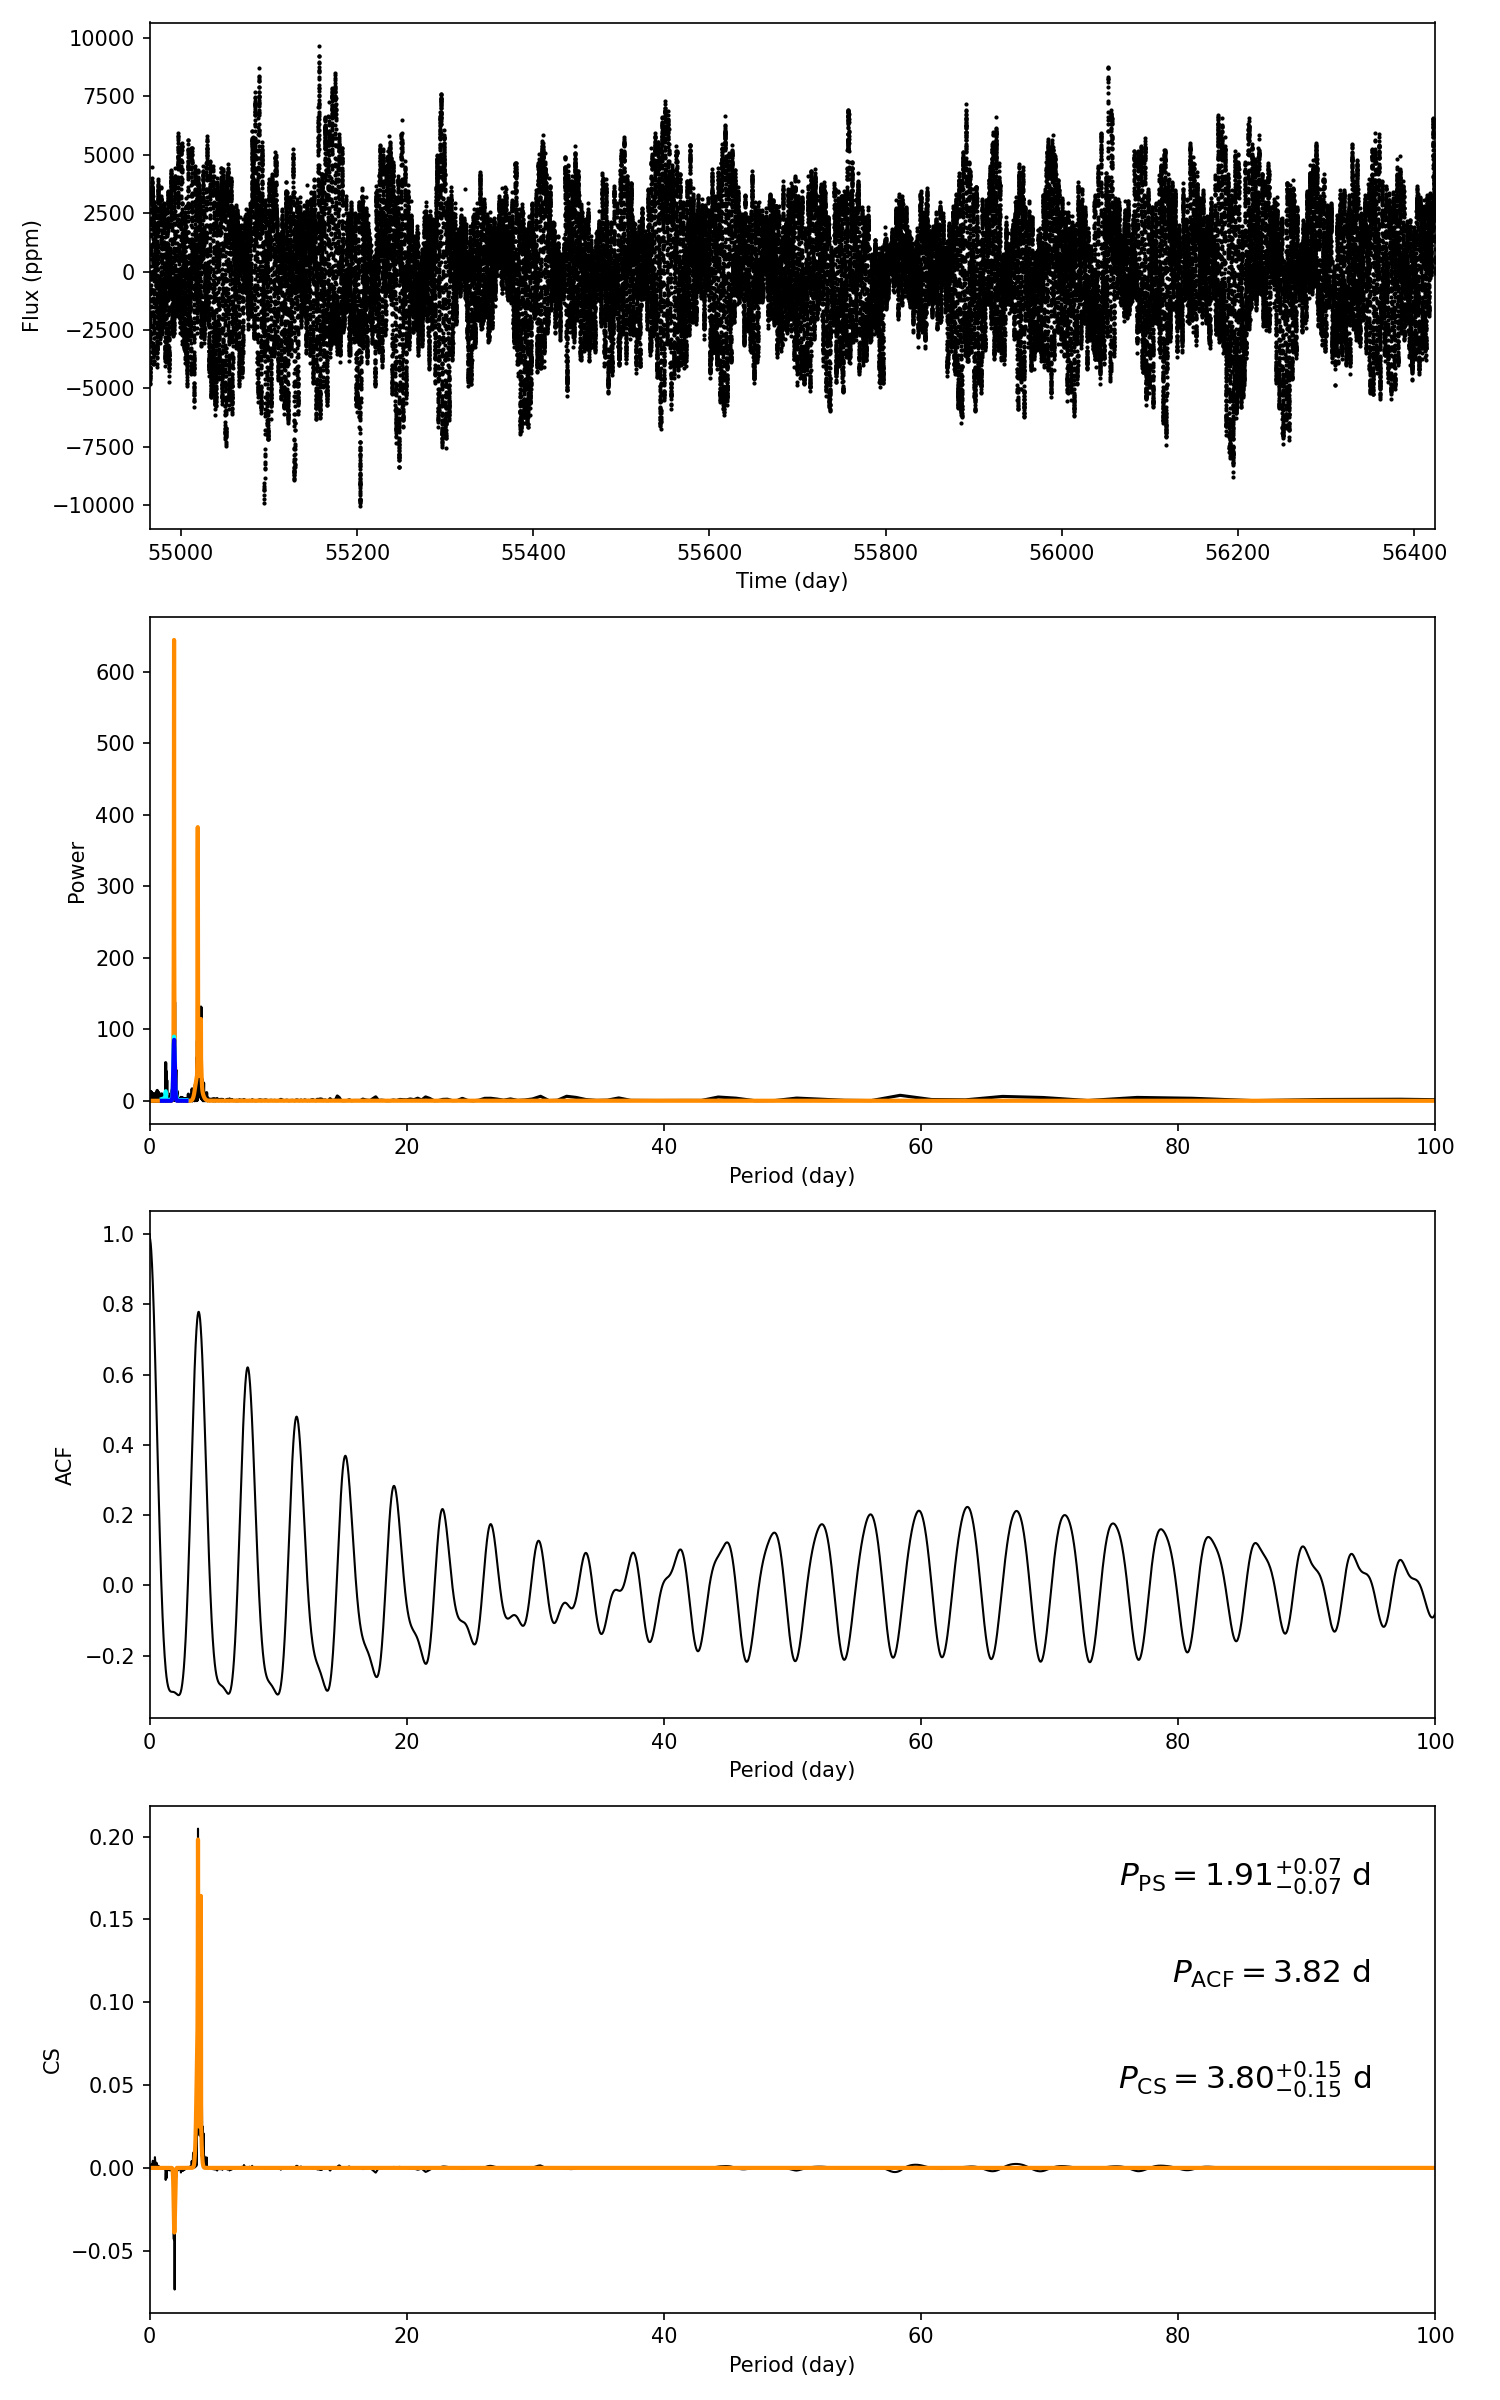 10000
7500
5000
2500
0
−2500
−5000
−7500
−10000
Flux (ppm)
55000 55200 55400 55600 55800 56000 56200 56400
Time (day)
600
500
400
300
200
100
0
Power
0 20 40 60 80 100
Period (day)
1.0
0.8
0.6
0.4
0.2
0.0
−0.2
ACF
0 20 40 60 80 100
Period (day)
0.20
0.15
0.10
0.05
0.00
−0.05
CS
P_PS = 1.91^{+0.07}_{−0.07} d
P_ACF = 3.82 d
P_CS = 3.80^{+0.15}_{−0.15} d
0 20 40 60 80 100
Period (day)